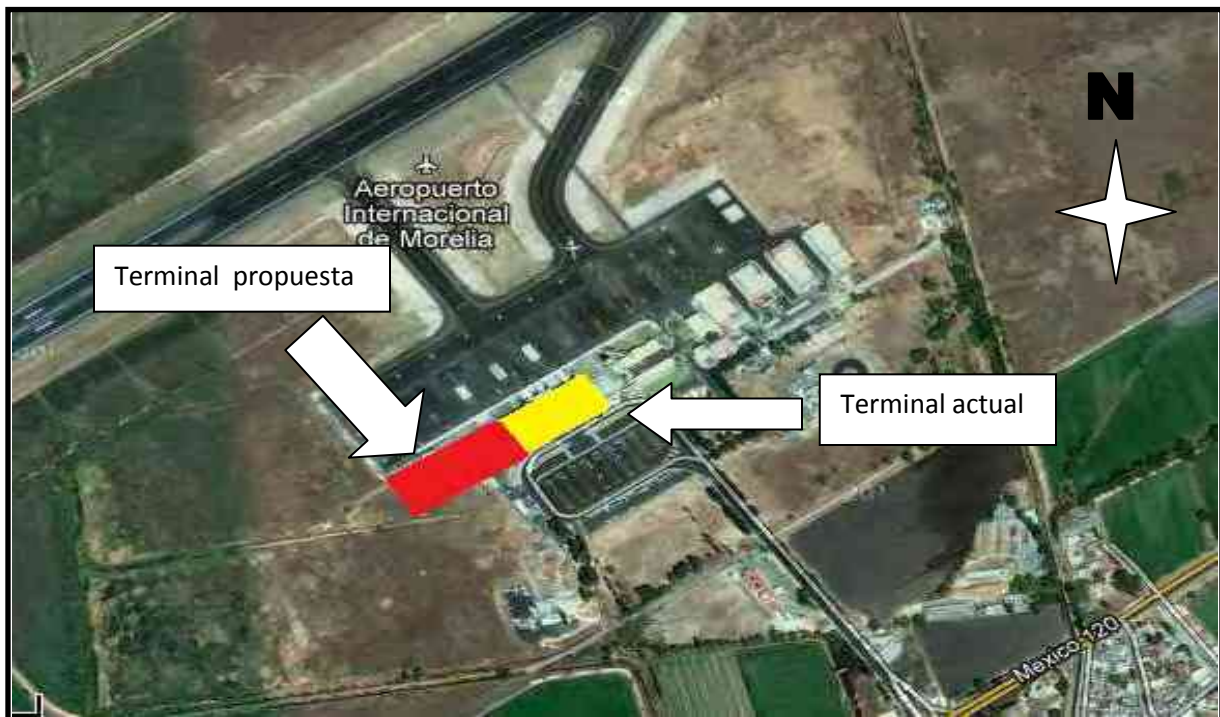 N
Aeropuerto
Internacional
de Morelia
Terminal propuesta
Terminal actual
Mexico 120